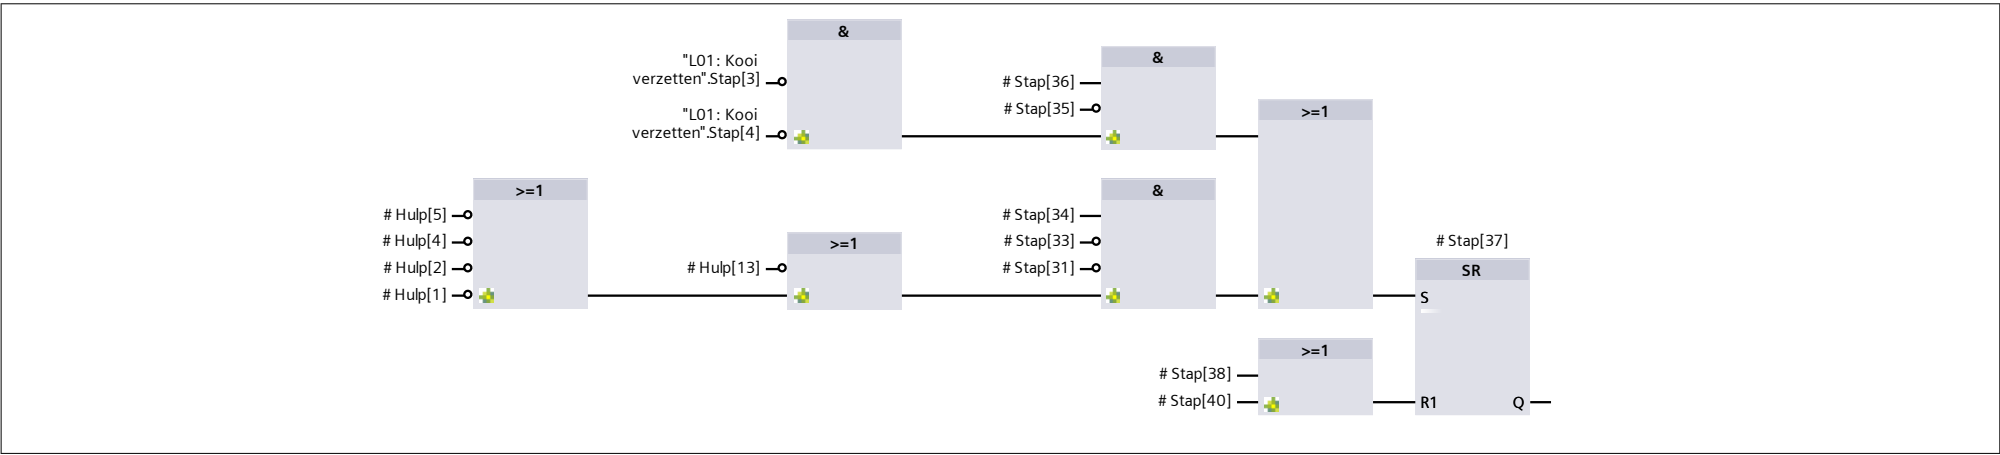 &
"L01: Kooi
verzetten".Stap[3]
"L01: Kooi
verzetten".Stap[4]
&
# Stap[36]
# Stap[35]
>=1
>=1
# Hulp[5]
# Hulp[4]
# Hulp[2]
# Hulp[1]
>=1
# Hulp[13]
&
# Stap[34]
# Stap[33]
# Stap[31]
# Stap[37]
SR
S
R1
Q
>=1
# Stap[38]
# Stap[40]